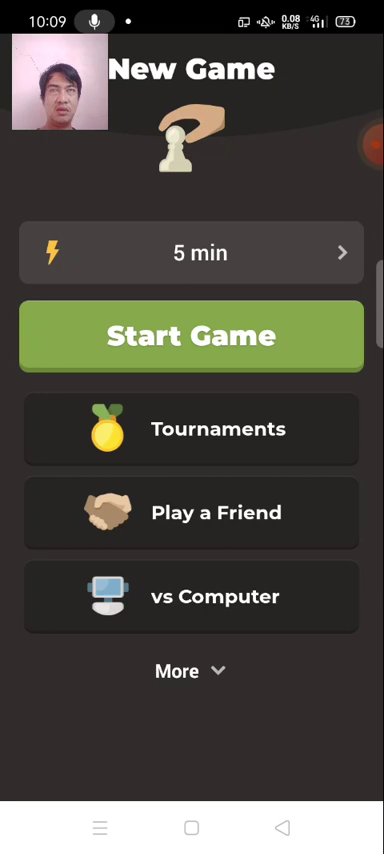 10:09
0.08
KB/S
4G
73
New Game
5 min
Start Game
Tournaments
Play a Friend
vs Computer
More